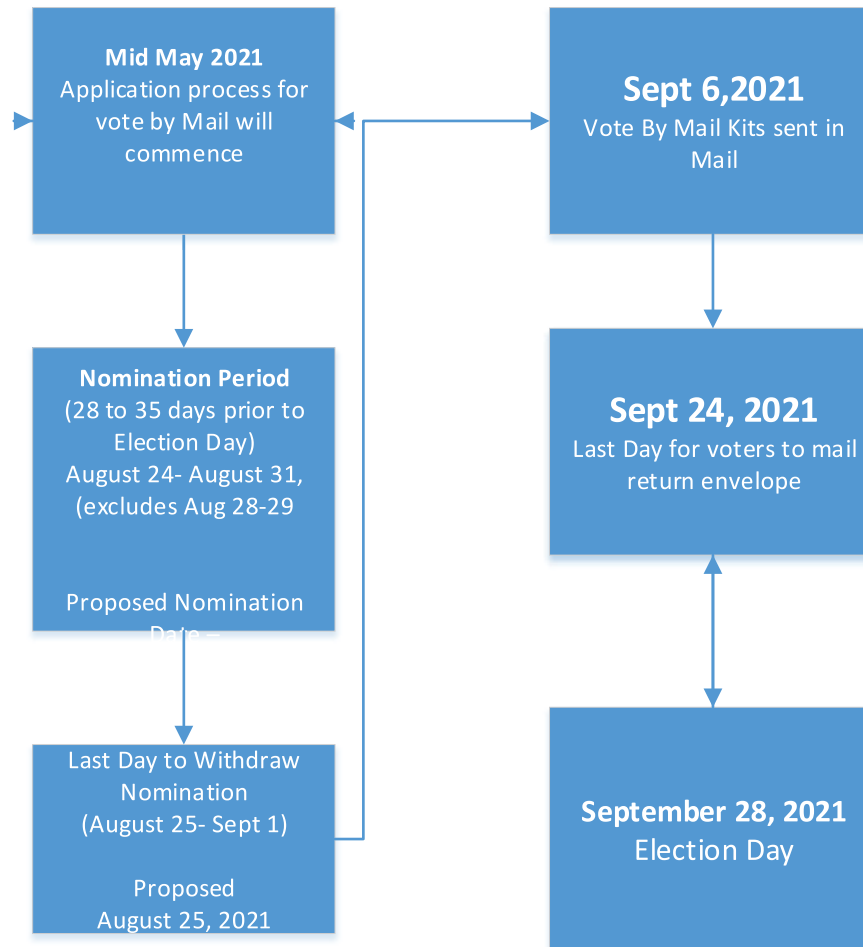 Mid May 2021
Application process for
vote by Mail will
commence
Nomination Period
(28 to 35 days prior to
Election Day)
August 24- August 31,
(excludes Aug 28-29
Proposed Nomination
Date –
Last Day to Withdraw
Nomination
(August 25- Sept 1)
Proposed
August 25, 2021
Sept 6,2021
Vote By Mail Kits sent in
Mail
Sept 24, 2021
Last Day for voters to mail
return envelope
September 28, 2021
Election Day